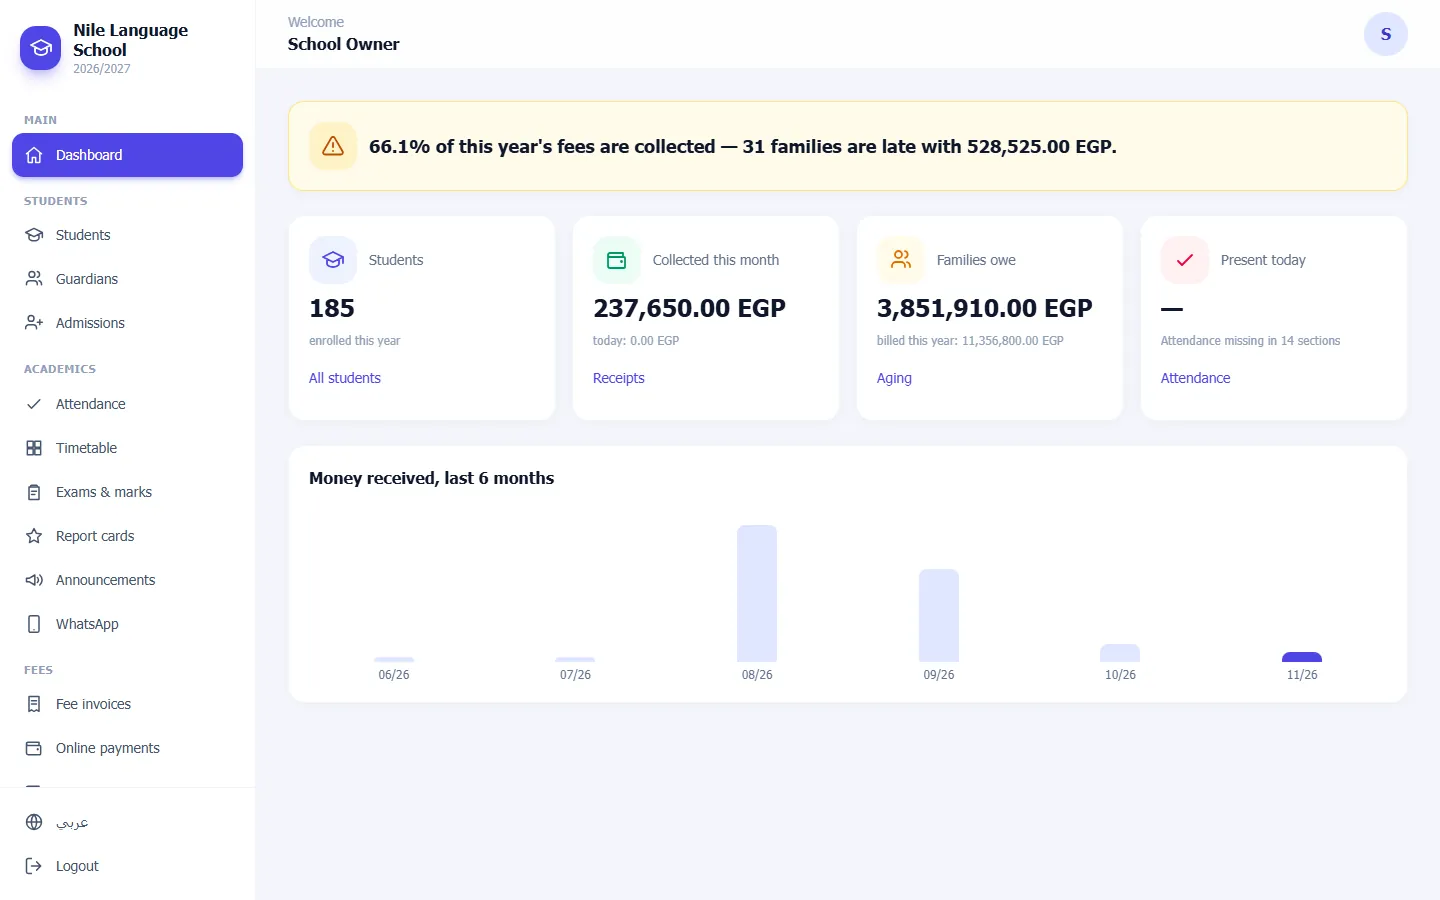 Nile Language
School
2026/2027
MAIN
Dashboard
STUDENTS
Students
Guardians
Admissions
ACADEMICS
Attendance
Timetable
Exams & marks
Report cards
Announcements
WhatsApp
FEES
Fee invoices
Online payments
عربي
Logout
Welcome
School Owner
S
66.1% of this year's fees are collected — 31 families are late with 528,525.00 EGP.
Students
185
enrolled this year
All students
Collected this month
237,650.00 EGP
today: 0.00 EGP
Receipts
Families owe
3,851,910.00 EGP
billed this year: 11,356,800.00 EGP
Aging
Present today
—
Attendance missing in 14 sections
Attendance
Money received, last 6 months
06/26
07/26
08/26
09/26
10/26
11/26